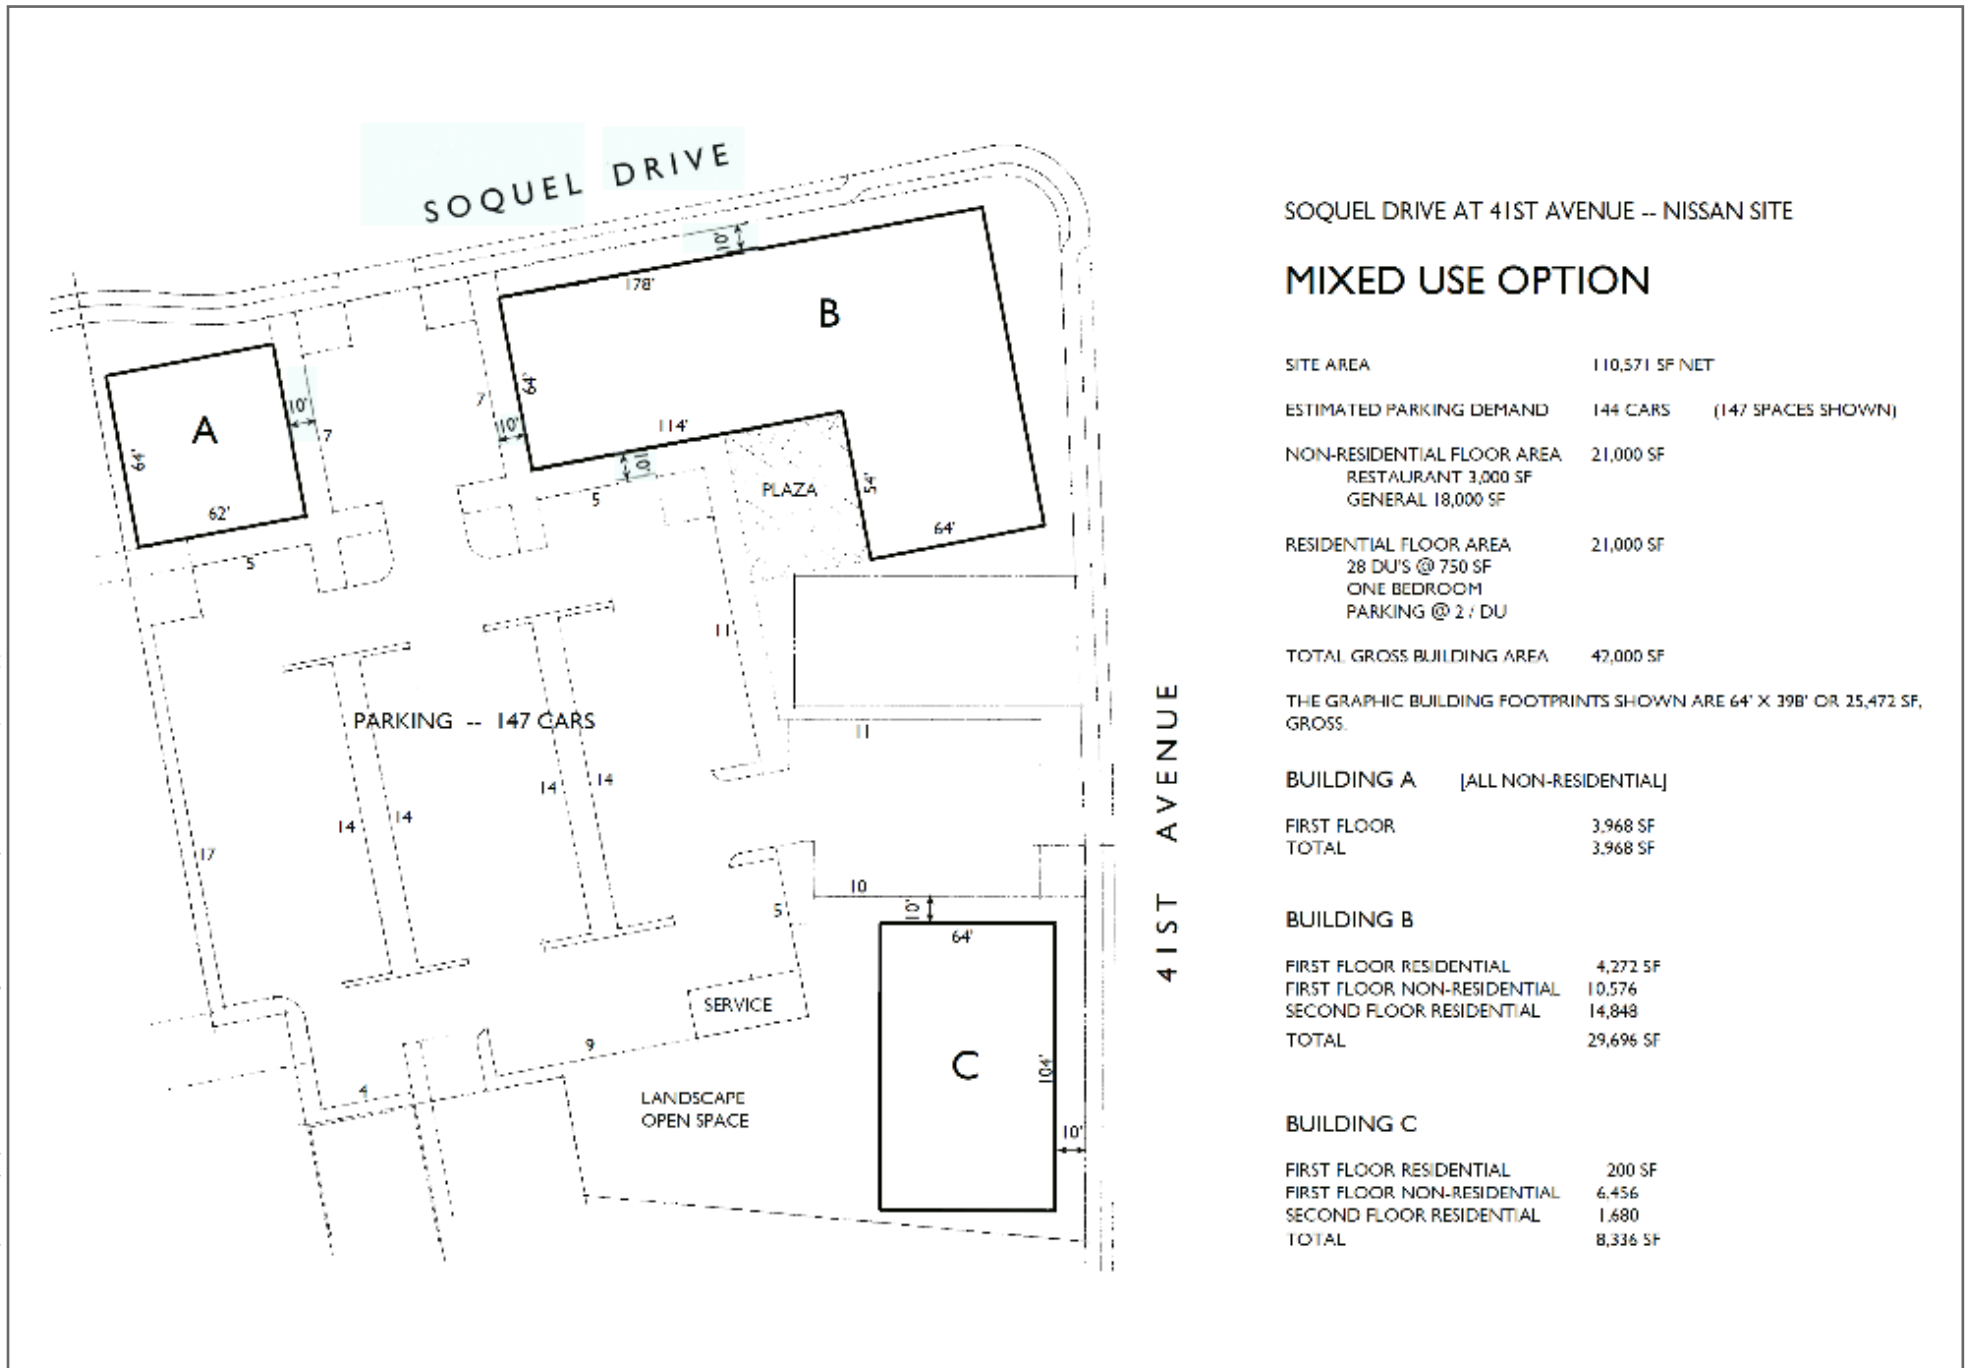 SOQUEL DRIVE
10'
178'
B
64'
7
10'
114'
10'
5
PLAZA
54'
64'
A
10'
7
64'
62'
5
11
11
PARKING -- 147 CARS
14
14
14
14
17
10
10'
5
64'
SERVICE
9
4
C
104'
10'
LANDSCAPE
OPEN SPACE
41ST AVENUE
SOQUEL DRIVE AT 41ST AVENUE -- NISSAN SITE
MIXED USE OPTION
SITE AREA 110,571 SF NET
ESTIMATED PARKING DEMAND 144 CARS (147 SPACES SHOWN)
NON-RESIDENTIAL FLOOR AREA 21,000 SF
RESTAURANT 3,000 SF
GENERAL 18,000 SF
RESIDENTIAL FLOOR AREA 21,000 SF
28 DU'S @ 750 SF
ONE BEDROOM
PARKING @ 2 / DU
TOTAL GROSS BUILDING AREA 42,000 SF
THE GRAPHIC BUILDING FOOTPRINTS SHOWN ARE 64' X 398' OR 25,472 SF,
GROSS.
BUILDING A [ALL NON-RESIDENTIAL]
FIRST FLOOR 3,968 SF
TOTAL 3,968 SF
BUILDING B
FIRST FLOOR RESIDENTIAL 4,272 SF
FIRST FLOOR NON-RESIDENTIAL 10,576
SECOND FLOOR RESIDENTIAL 14,848
TOTAL 29,696 SF
BUILDING C
FIRST FLOOR RESIDENTIAL 200 SF
FIRST FLOOR NON-RESIDENTIAL 6,456
SECOND FLOOR RESIDENTIAL 1,680
TOTAL 8,336 SF